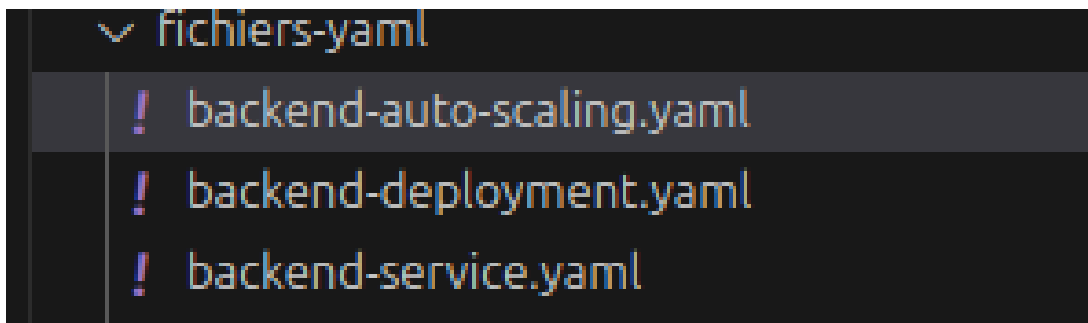 fichiers-yaml
backend-auto-scaling.yaml
backend-deployment.yaml
backend-service.yaml